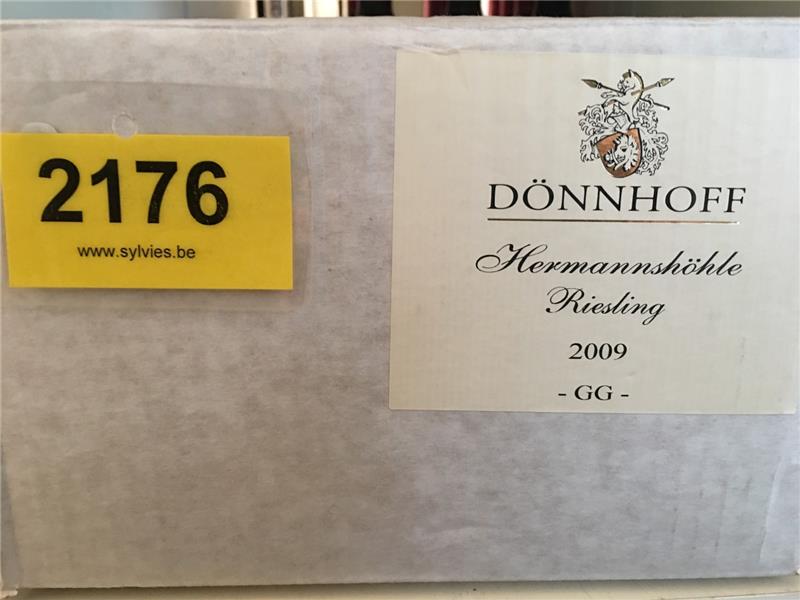 2176
www.sylvies.be
DÖNNHOFF
Hermannshöhle
Riesling
2009
- GG -